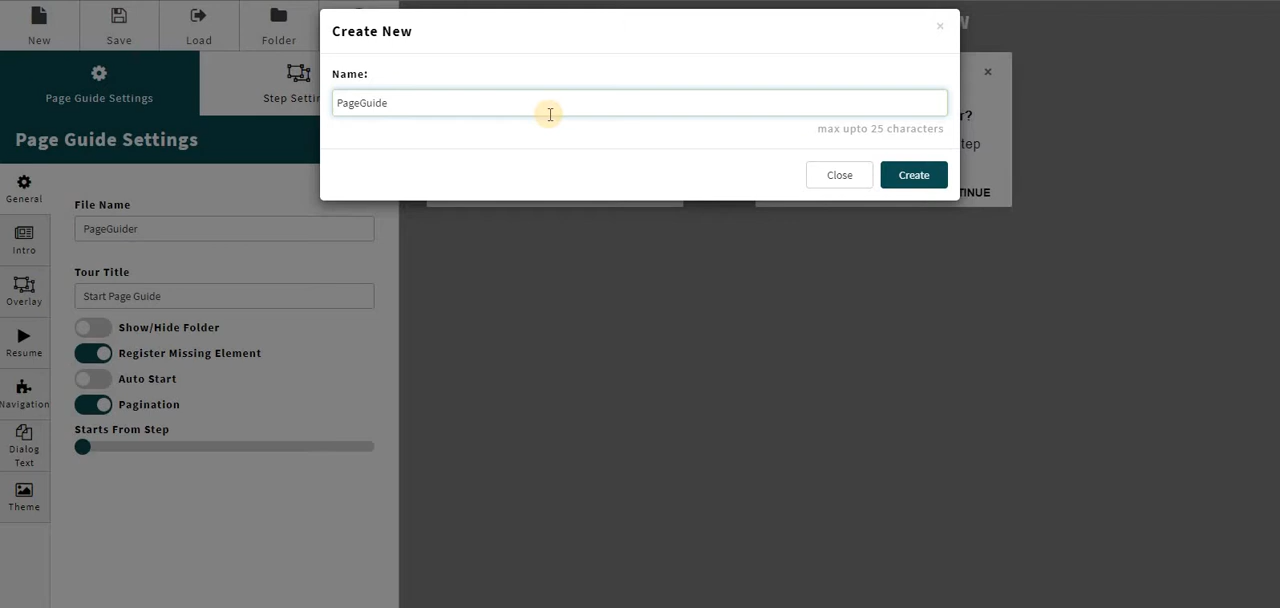 New
Save
Load
Folder
W
Create New
×
Name:
PageGuide
max upto 25 characters
Close
Create
×
r?
tep
TINUE
Page Guide Settings
Step Setti
Page Guide Settings
General
Intro
Overlay
Resume
Navigation
Dialog
Text
Theme
File Name
PageGuider
Tour Title
Start Page Guide
Show/Hide Folder
Register Missing Element
Auto Start
Pagination
Starts From Step